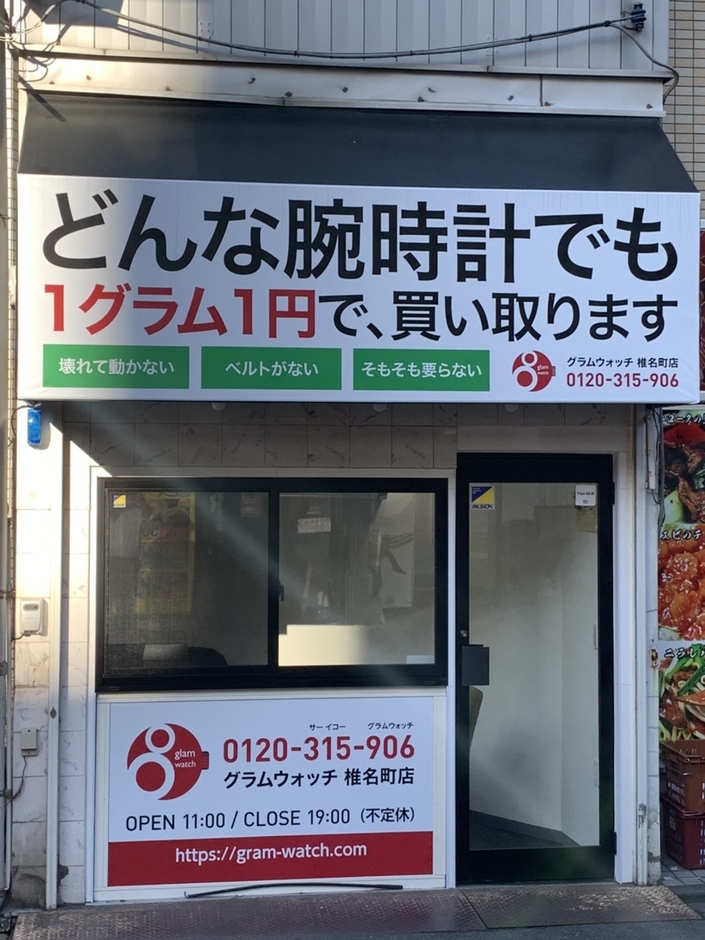 どんな腕時計でも
1グラム1円で、買い取ります
壊れて動かない
ベルトがない
そもそも要らない
glam
watch
グラムウォッチ 椎名町店
0120-315-906
ALSOK
サー イコー グラムウォッチ
glam
watch
0120-315-906
グラムウォッチ 椎名町店
OPEN 11:00 / CLOSE 19:00（不定休）
https://gram-watch.com